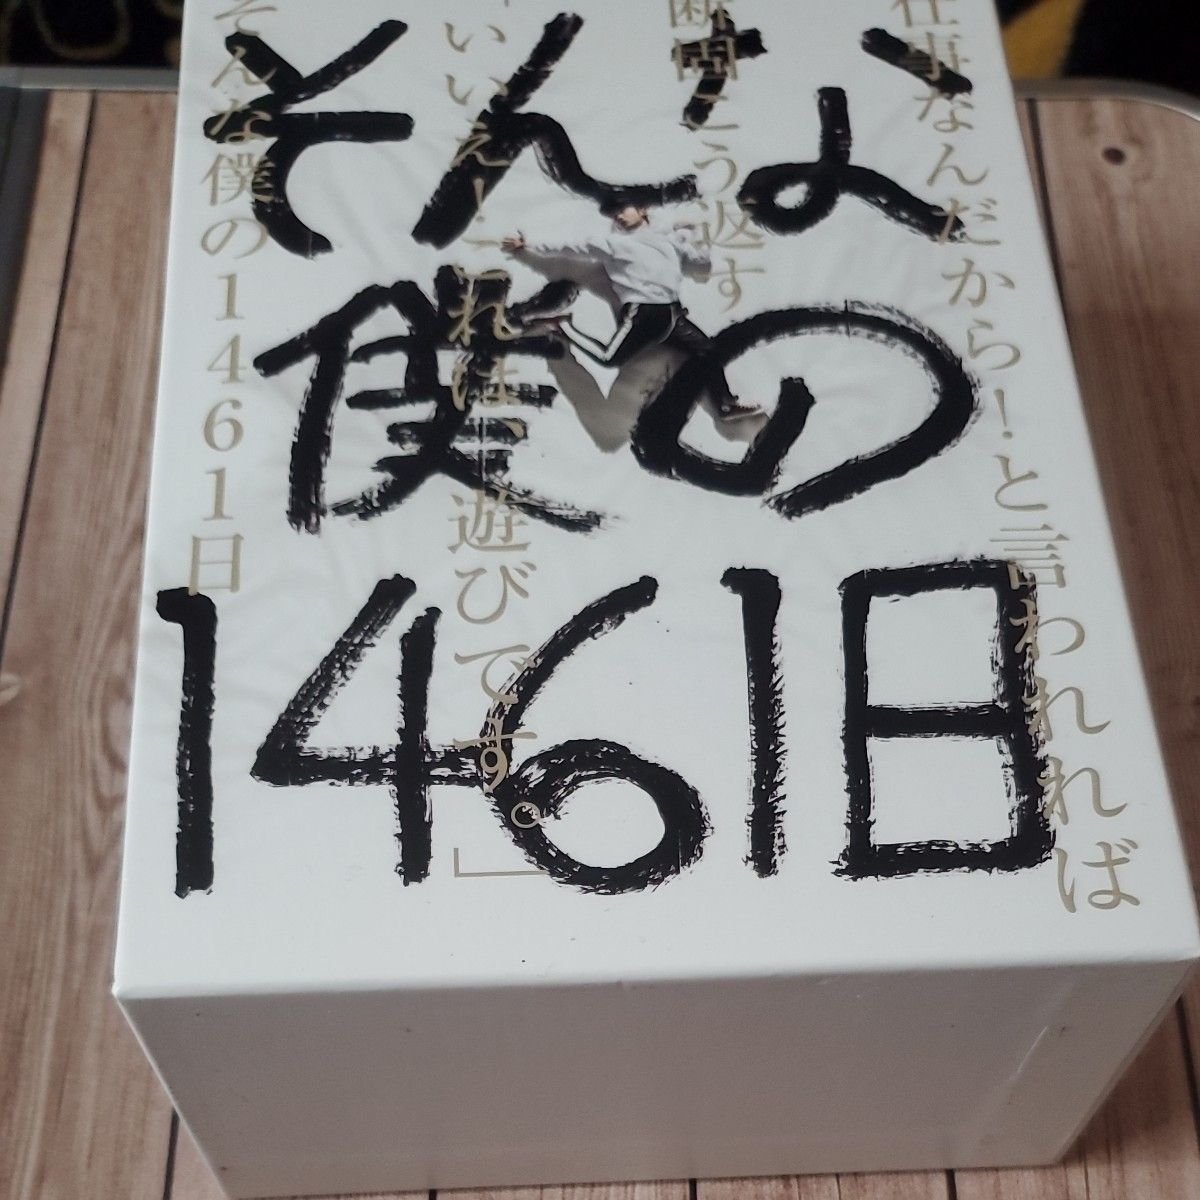 そんな
僕の
1461日
仕事なんだから！と言われれば
断固こう返す
「いいえ！これは、遊びです。」
そんな僕の1461日